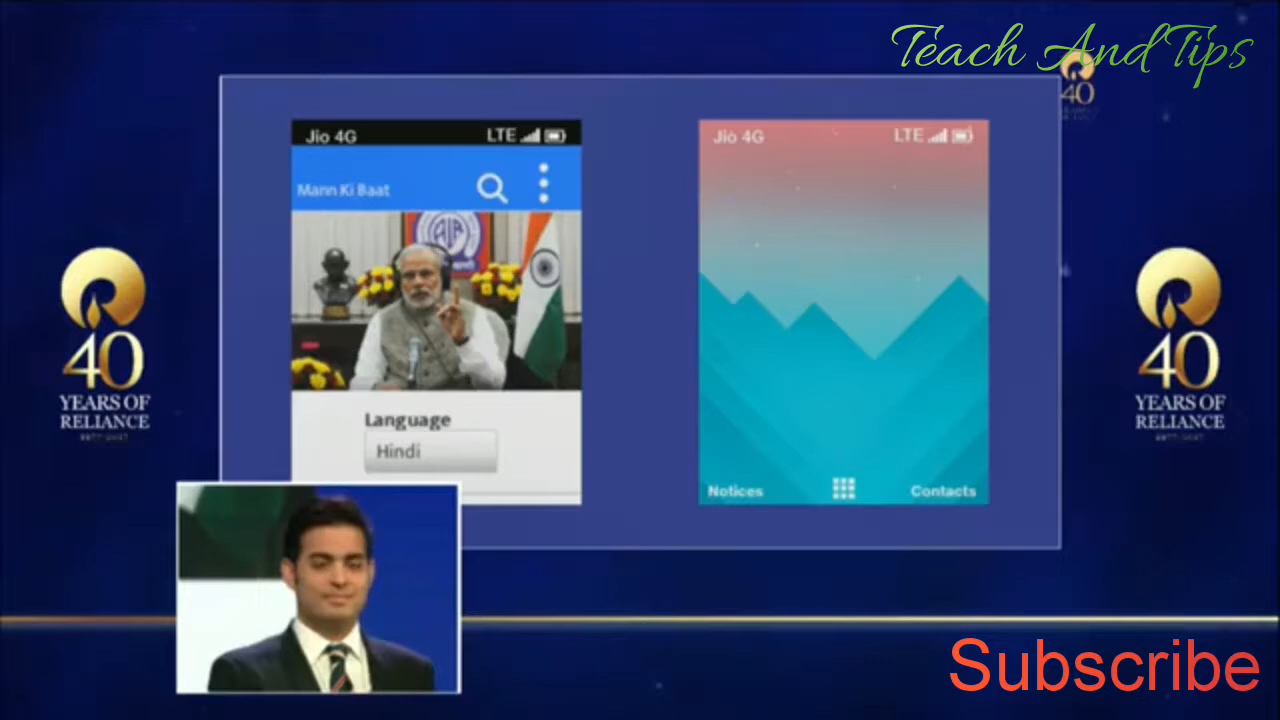 Teach And Tips
40
Jio 4G
LTE
Mann Ki Baat
Language
Hindi
Jio 4G
LTE
Notices
Contacts
40
YEARS OF
RELIANCE
40
YEARS OF
RELIANCE
Subscribe